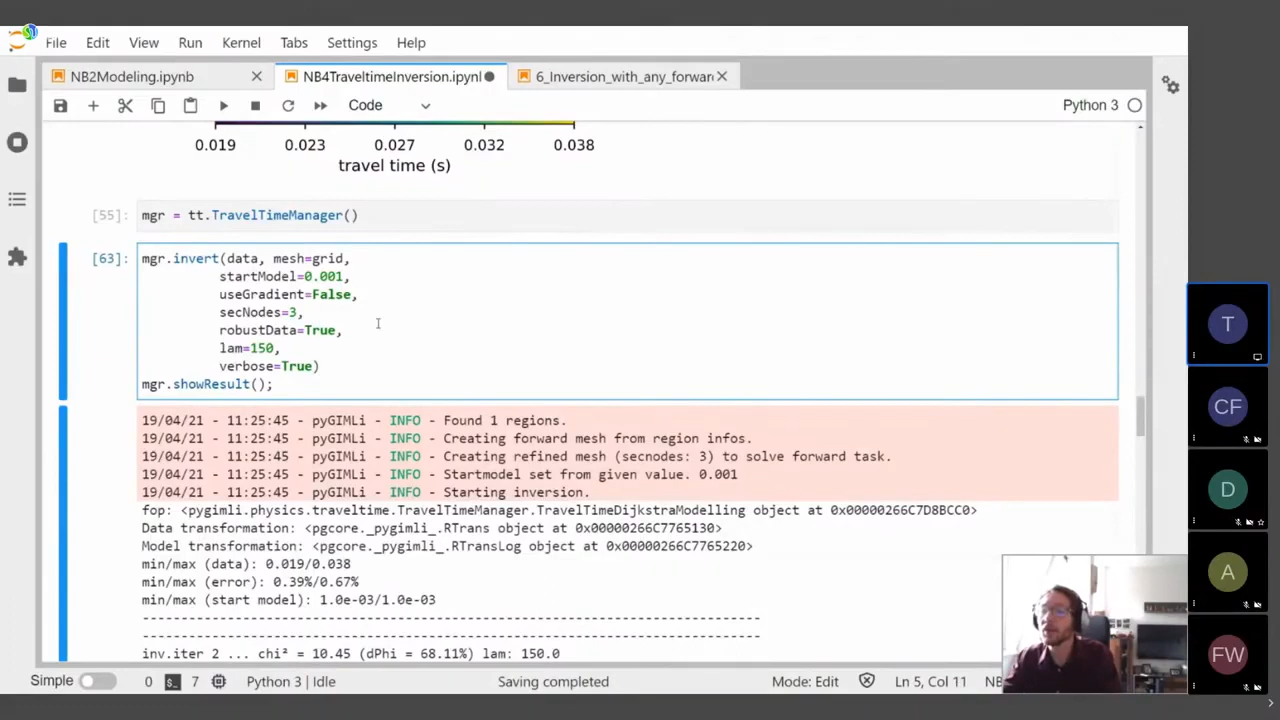 File Edit View Run Kernel Tabs Settings Help
NB2Modeling.ipynb NB4TraveltimeInversion.ipynl 6_Inversion_with_any_forwar
Code Python 3
0.019 0.023 0.027 0.032 0.038
travel time (s)
[55]: mgr = tt.TravelTimeManager()
[63]: mgr.invert(data, mesh=grid,
startModel=0.001,
useGradient=False,
secNodes=3,
robustData=True,
lam=150,
verbose=True)
mgr.showResult();
19/04/21 - 11:25:45 - pyGIMLi - INFO - Found 1 regions.
19/04/21 - 11:25:45 - pyGIMLi - INFO - Creating forward mesh from region infos.
19/04/21 - 11:25:45 - pyGIMLi - INFO - Creating refined mesh (secnodes: 3) to solve forward task.
19/04/21 - 11:25:45 - pyGIMLi - INFO - Startmodel set from given value. 0.001
19/04/21 - 11:25:45 - pyGIMLi - INFO - Starting inversion.
fop: <pygimli.physics.traveltime.TravelTimeManager.TravelTimeDijkstraModelling object at 0x00000266C7D8BCC0>
Data transformation: <pgcore._pygimli_.RTrans object at 0x00000266C7765130>
Model transformation: <pgcore._pygimli_.RTransLog object at 0x00000266C7765220>
min/max (data): 0.019/0.038
min/max (error): 0.39%/0.67%
min/max (start model): 1.0e-03/1.0e-03
--------------------------------------------------------------------------------
--------------------------------------------------------------------------------
inv.iter 2 ... chi² = 10.45 (dPhi = 68.11%) lam: 150.0
Simple 0 7 Python 3 | Idle Saving completed Mode: Edit Ln 5, Col 11 NB
T
CF
D
A
FW